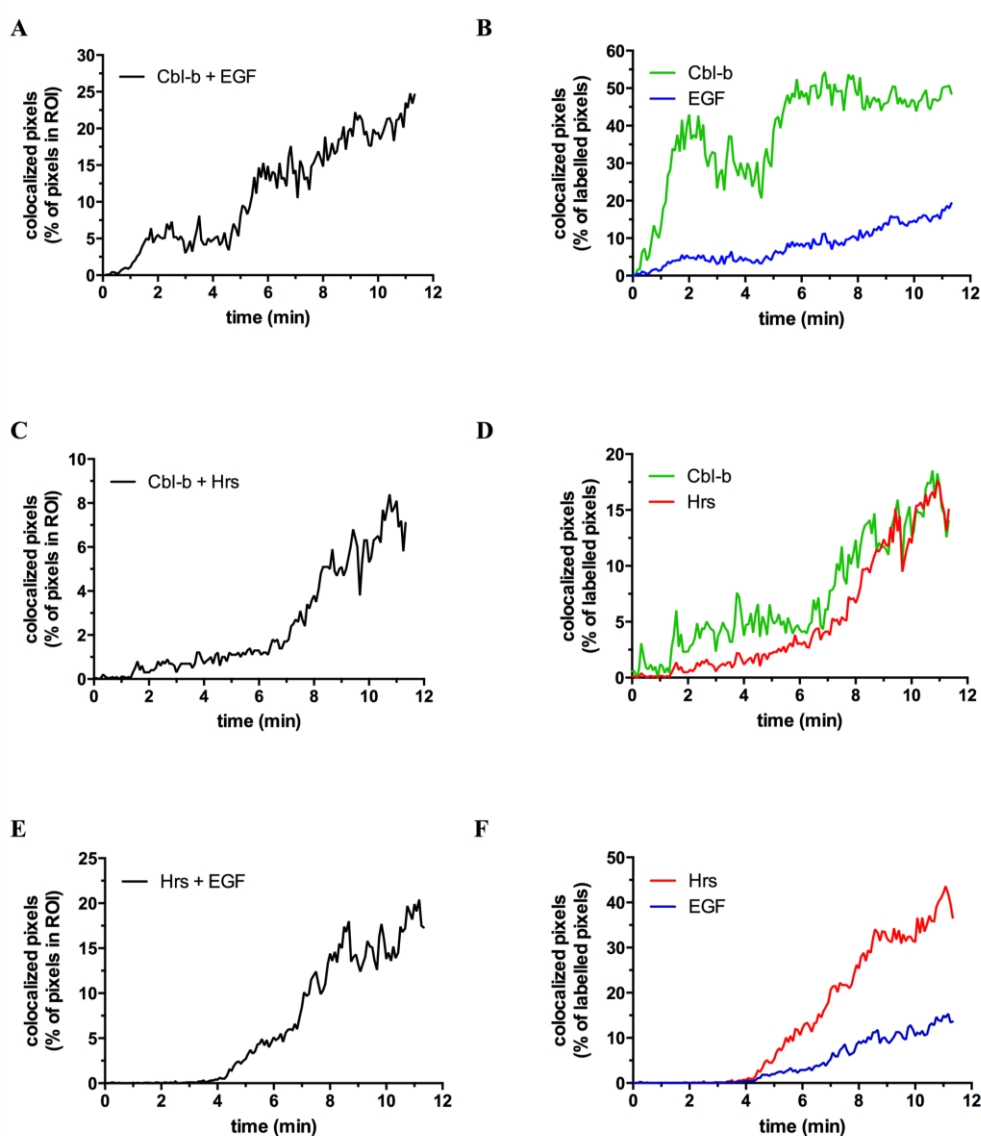 A
Cbl-b + EGF
colocalized pixels
(% of pixels in ROI)
30
25
20
15
10
5
0
0 2 4 6 8 10 12
time (min)
B
Cbl-b
EGF
colocalized pixels
(% of labelled pixels)
60
50
40
30
20
10
0
0 2 4 6 8 10 12
time (min)
C
Cbl-b + Hrs
colocalized pixels
(% of pixels in ROI)
10
8
6
4
2
0
0 2 4 6 8 10 12
time (min)
D
Cbl-b
Hrs
colocalized pixels
(% of labelled pixels)
20
15
10
5
0
0 2 4 6 8 10 12
time (min)
E
Hrs + EGF
colocalized pixels
(% of pixels in ROI)
25
20
15
10
5
0
0 2 4 6 8 10 12
time (min)
F
Hrs
EGF
colocalized pixels
(% of labelled pixels)
50
40
30
20
10
0
0 2 4 6 8 10 12
time (min)